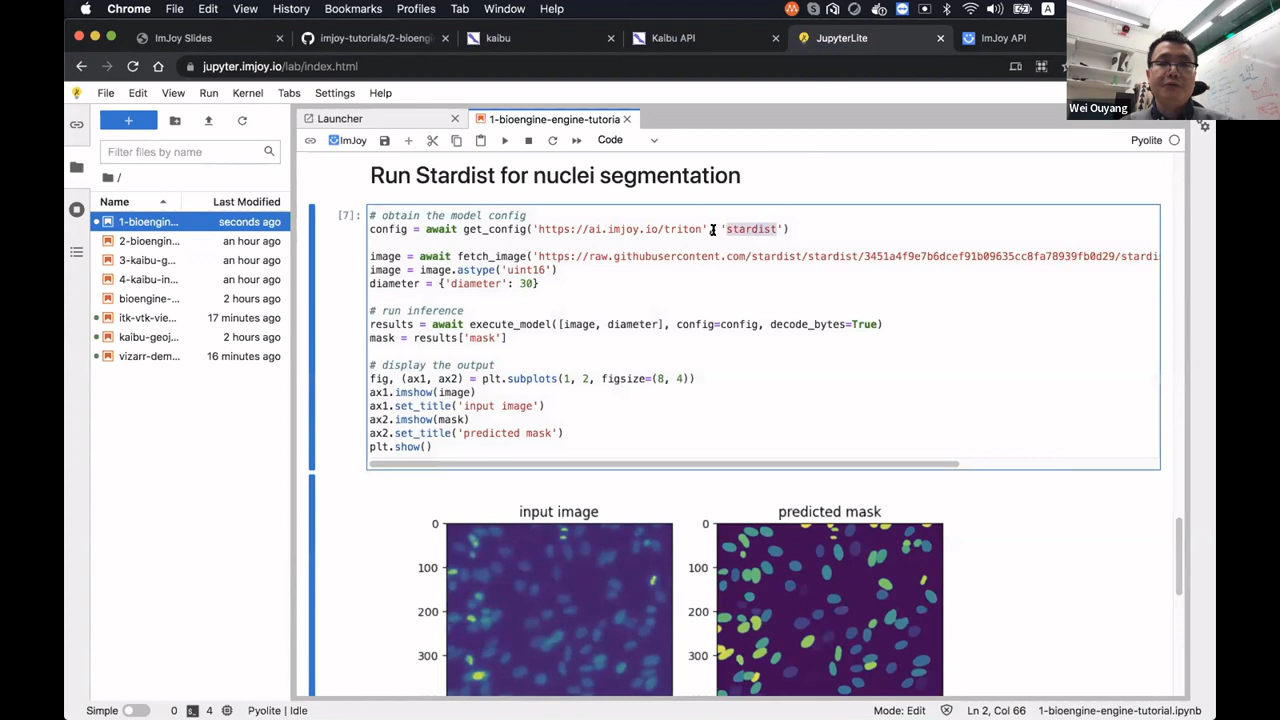 Chrome File Edit View History Bookmarks Profiles Tab Window Help A
ImJoy Slides imjoy-tutorials/2-bioengi kaibu Kaibu API JupyterLite ImJoy API
jupyter.imjoy.io/lab/index.html
Wei Ouyang
File Edit View Run Kernel Tabs Settings Help
Launcher 1-bioengine-engine-tutoria
ImJoy Code Pyolite
Filter files by name
/
Name Last Modified
1-bioengin... seconds ago
2-bioengin... an hour ago
3-kaibu-g... an hour ago
4-kaibu-in... an hour ago
bioengine-... 2 hours ago
itk-vtk-vie... 17 minutes ago
kaibu-geoj... 2 hours ago
vizarr-dem... 16 minutes ago
Run Stardist for nuclei segmentation
[7]:
# obtain the model config
config = await get_config('https://ai.imjoy.io/triton', 'stardist')
image = await fetch_image('https://raw.githubusercontent.com/stardist/stardist/3451a4f9e7b6dcef91b09635cc8fa78939fb0d29/stardi
image = image.astype('uint16')
diameter = {'diameter': 30}
# run inference
results = await execute_model([image, diameter], config=config, decode_bytes=True)
mask = results['mask']
# display the output
fig, (ax1, ax2) = plt.subplots(1, 2, figsize=(8, 4))
ax1.imshow(image)
ax1.set_title('input image')
ax2.imshow(mask)
ax2.set_title('predicted mask')
plt.show()
input image predicted mask
0 0
100 100
200 200
300 300
Simple 0 4 Pyolite | Idle Mode: Edit Ln 2, Col 66 1-bioengine-engine-tutorial.ipynb